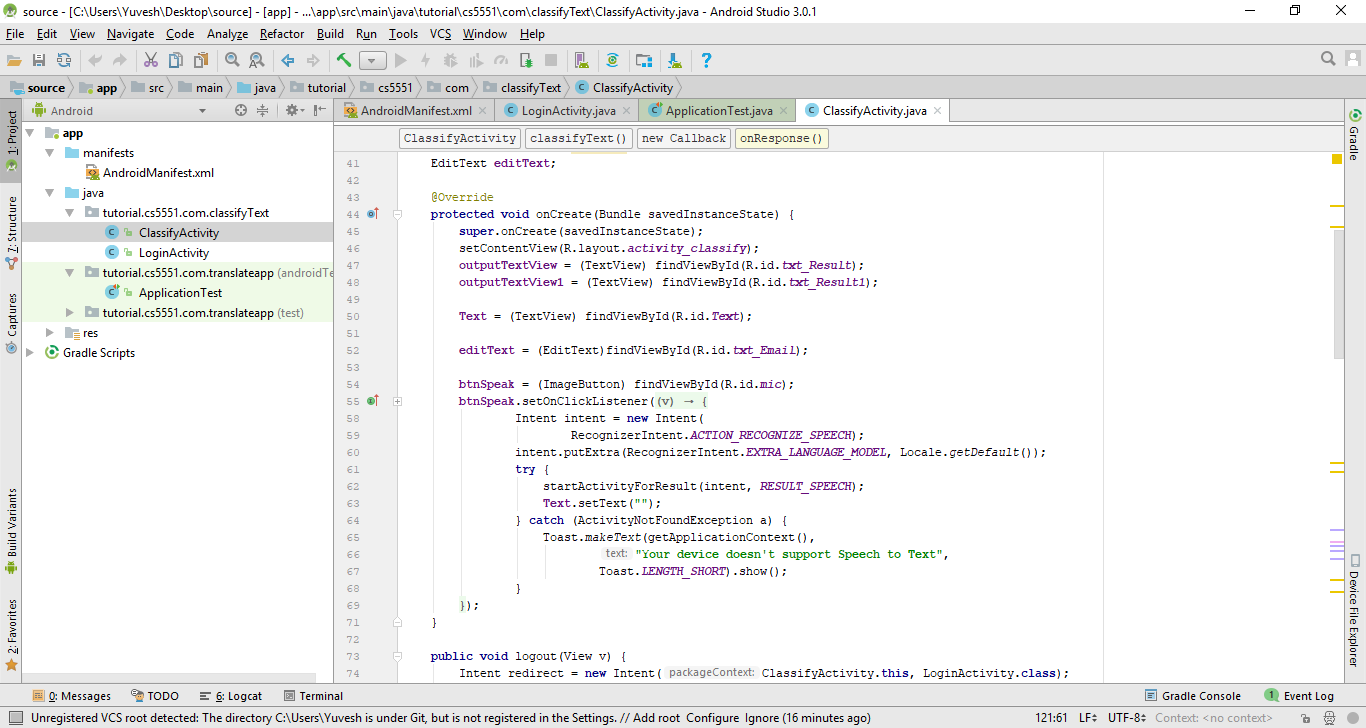 source - [C:\Users\Yuvesh\Desktop\source] - [app] - ...\app\src\main\java\tutorial\cs5551\com\classifyText\ClassifyActivity.java - Android Studio 3.0.1
File Edit View Navigate Code Analyze Refactor Build Run Tools VCS Window Help
source app src main java tutorial cs5551 com classifyText ClassifyActivity
Android
AndroidManifest.xml LoginActivity.java ApplicationTest.java ClassifyActivity.java
ClassifyActivity classifyText() new Callback onResponse()
1: Project
7: Structure
Captures
Build Variants
2: Favorites
app
manifests
AndroidManifest.xml
java
tutorial.cs5551.com.classifyText
ClassifyActivity
LoginActivity
tutorial.cs5551.com.translateapp (androidTe
ApplicationTest
tutorial.cs5551.com.translateapp (test)
res
Gradle Scripts
41 EditText editText;
42
43 @Override
44 protected void onCreate(Bundle savedInstanceState) {
45 super.onCreate(savedInstanceState);
46 setContentView(R.layout.activity_classify);
47 outputTextView = (TextView) findViewById(R.id.txt_Result);
48 outputTextView1 = (TextView) findViewById(R.id.txt_Result1);
49
50 Text = (TextView) findViewById(R.id.Text);
51
52 editText = (EditText)findViewById(R.id.txt_Email);
53
54 btnSpeak = (ImageButton) findViewById(R.id.mic);
55 btnSpeak.setOnClickListener((v) → {
58 Intent intent = new Intent(
59 RecognizerIntent.ACTION_RECOGNIZE_SPEECH);
60 intent.putExtra(RecognizerIntent.EXTRA_LANGUAGE_MODEL, Locale.getDefault());
61 try {
62 startActivityForResult(intent, RESULT_SPEECH);
63 Text.setText("");
64 } catch (ActivityNotFoundException a) {
65 Toast.makeText(getApplicationContext(),
66 text: "Your device doesn't support Speech to Text",
67 Toast.LENGTH_SHORT).show();
68 }
69 });
71 }
72
73 public void logout(View v) {
74 Intent redirect = new Intent( packageContext: ClassifyActivity.this, LoginActivity.class);
Gradle
Device File Explorer
0: Messages TODO 6: Logcat Terminal Gradle Console 1 Event Log
Unregistered VCS root detected: The directory C:\Users\Yuvesh is under Git, but is not registered in the Settings. // Add root Configure Ignore (16 minutes ago) 121:61 LF UTF-8 Context: <no context>